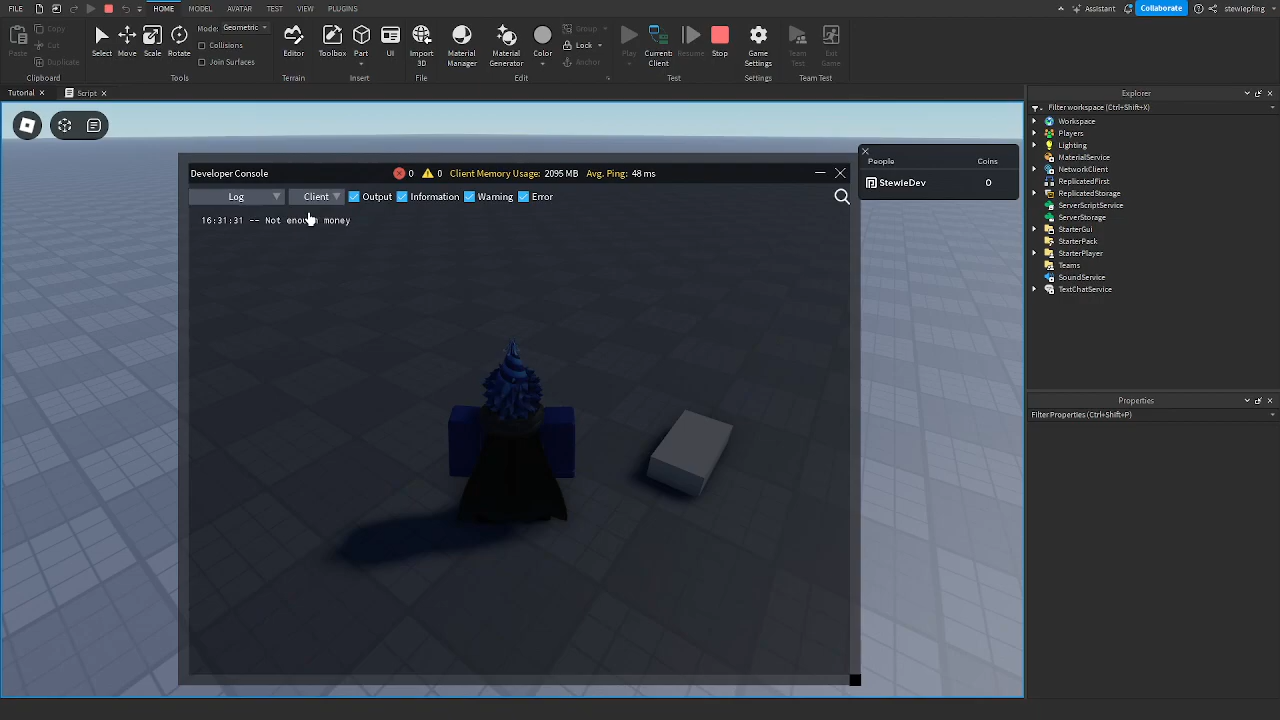 FILE HOME AVATAR TEST VIEW PLUGINS Assistant Collaborate stewiepfing
Paste Copy Cut Duplicate Clipboard
Select Move Scale Rotate Mode: Geometric Collisions Join Surfaces Tools
Editor Terrain
Toolbox Part UI Insert
Import 3D File
Material Manager Material Generator Color Group Lock Anchor Edit
Play Current Client Resume Stop Test
Game Settings Settings
Team Test Exit Game Team Test
Tutorial × Script ×
Developer Console 0 0 Client Memory Usage: 2095 MB Avg. Ping: 48 ms
Log Client Output Information Warning Error
16:31:31 -- Not enough money
People Coins
StewieDev 0
Explorer
Filter workspace (Ctrl+Shift+X)
Workspace
Players
Lighting
MaterialService
NetworkClient
ReplicatedFirst
ReplicatedStorage
ServerScriptService
ServerStorage
StarterGui
StarterPack
StarterPlayer
Teams
SoundService
TextChatService
Properties
Filter Properties (Ctrl+Shift+P)